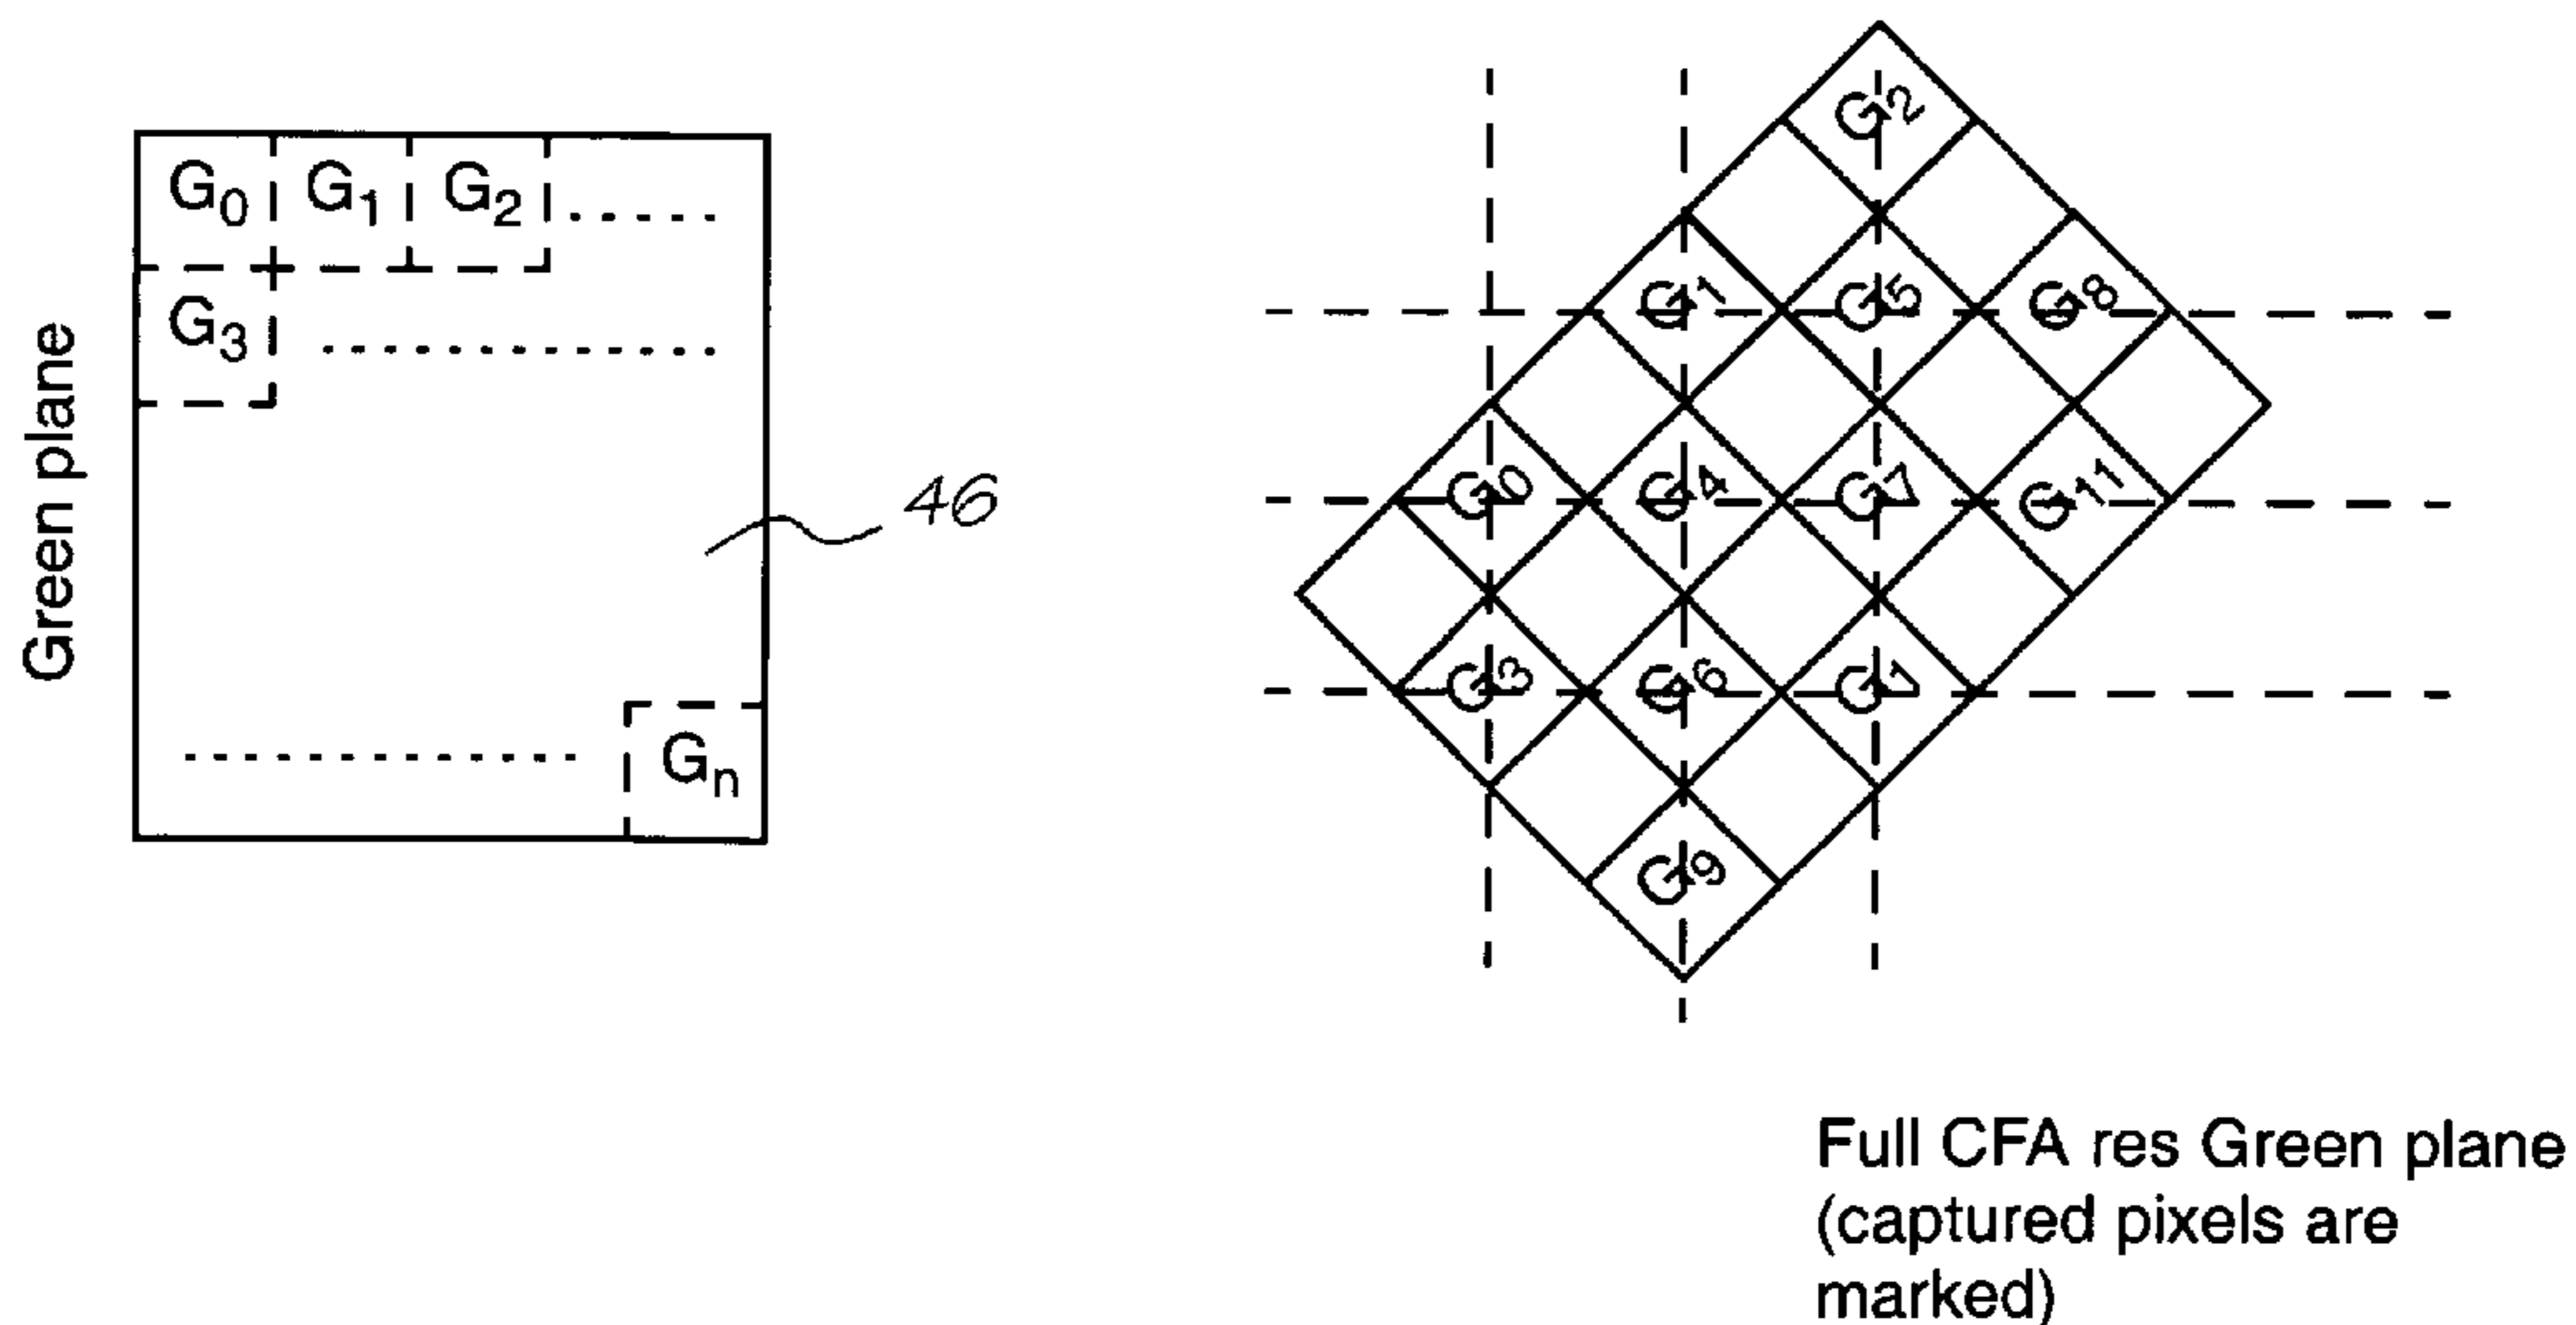 Green plane
G0 G1 G2 .....
G3 ..............
.............. Gn
46
G2
G1 G5 G8
G0 G4 G7 G11
G3 G6 G1
G9
Full CFA res Green plane
(captured pixels are
marked)